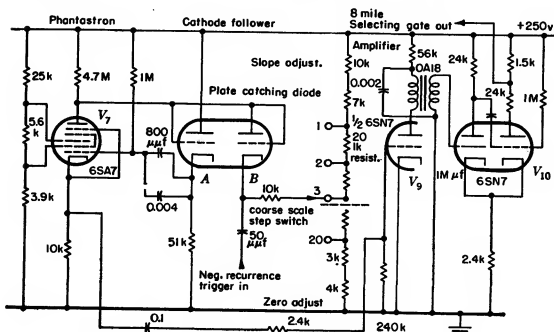 Phantastron
Cathode follower
8 mile
Selecting gate out
+250v
Amplifier
Slope adjust.
Plate catching diode
25k
4.7M
1M
10k
56k
0A18
24k
1.5k
0.002
7k
24k
1M
5.6
k
V7
800
μμf
1
½ 6SN7
20
1k
resist.
2
6SA7
A
B
10k
3
V9
1M μf
6SN7
V10
3.9k
0.004
coarse scale
step switch
10k
51k
50
μμf
20
2.4k
3k
Neg. recurrence
trigger in
4k
Zero adjust
0.1
2.4k
240k